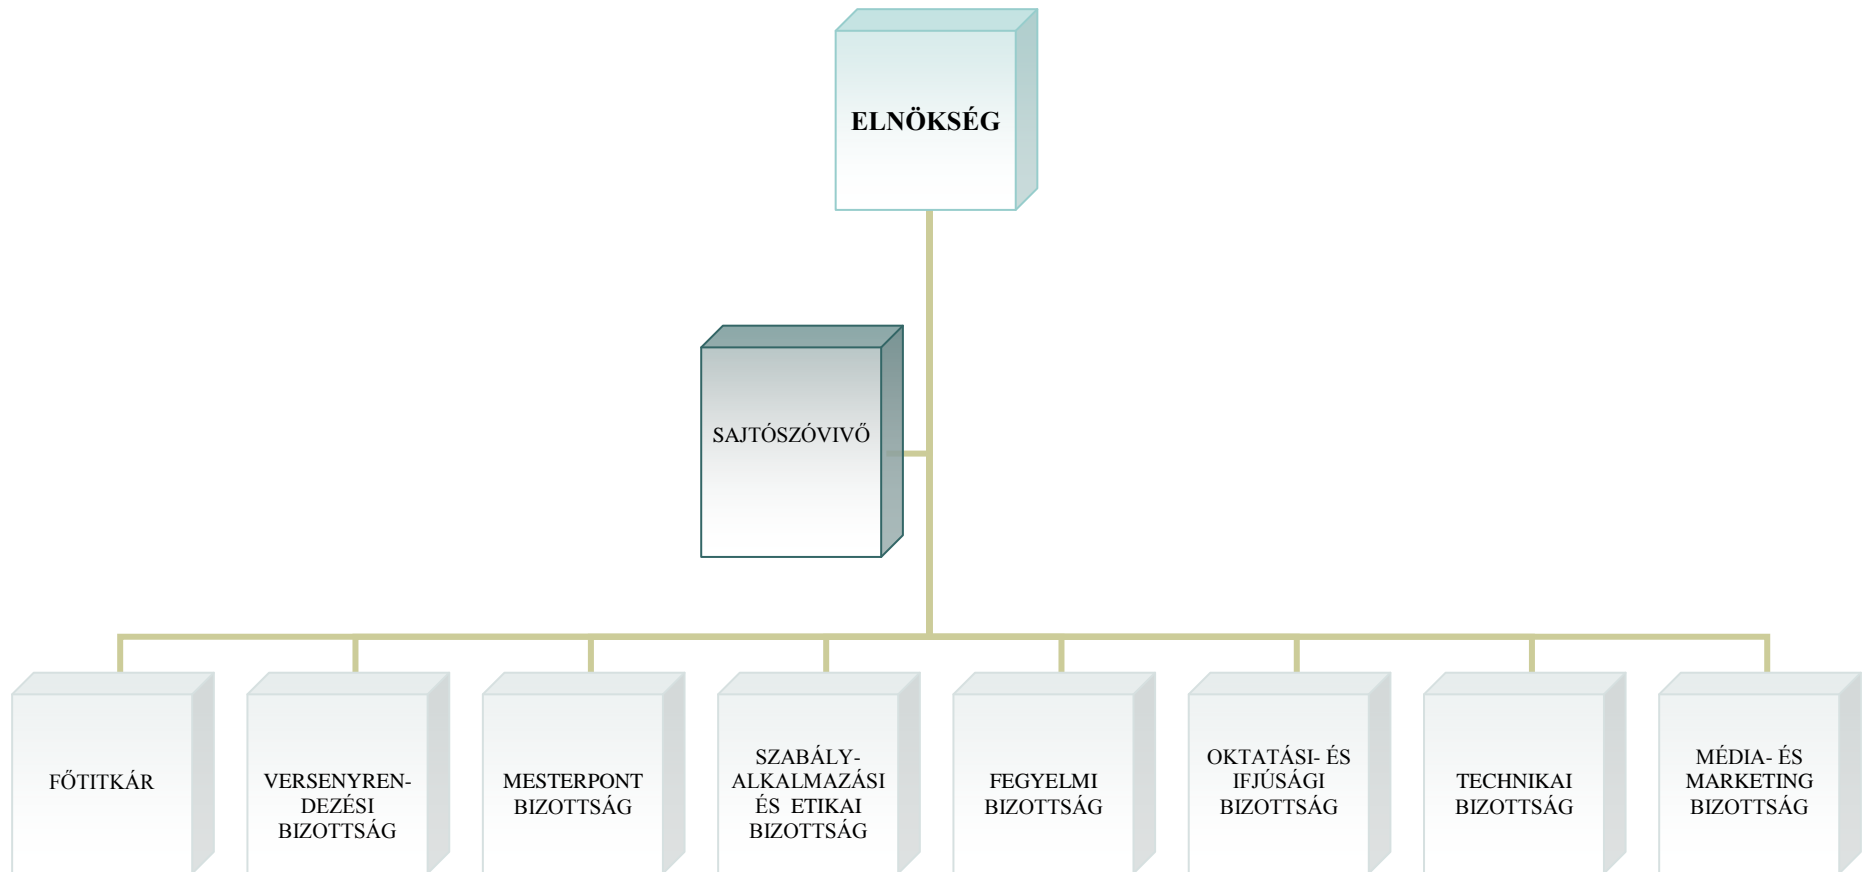 ELNÖKSÉG
SAJTÓSZÓVIVŐ
FŐTITKÁR
VERSENYREN-
DEZÉSI
BIZOTTSÁG
MESTERPONT
BIZOTTSÁG
SZABÁLY-
ALKALMAZÁSI
ÉS ETIKAI
BIZOTTSÁG
FEGYELMI
BIZOTTSÁG
OKTATÁSI- ÉS
IFJÚSÁGI
BIZOTTSÁG
TECHNIKAI
BIZOTTSÁG
MÉDIA- ÉS
MARKETING
BIZOTTSÁG